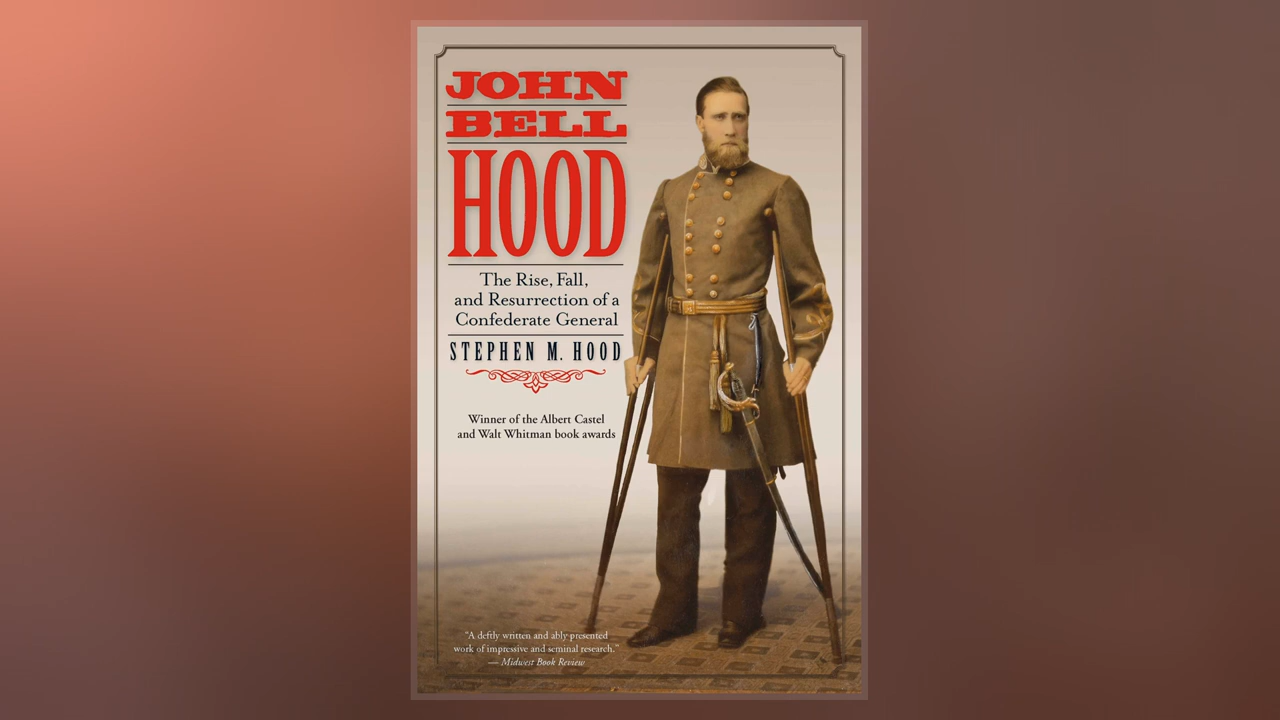 JOHN
BELL
HOOD
The Rise, Fall,
and Resurrection of a
Confederate General
STEPHEN M. HOOD
Winner of the Albert Castel
and Walt Whitman book awards
“A deftly written and ably presented
work of impressive and seminal research.”
— Midwest Book Review